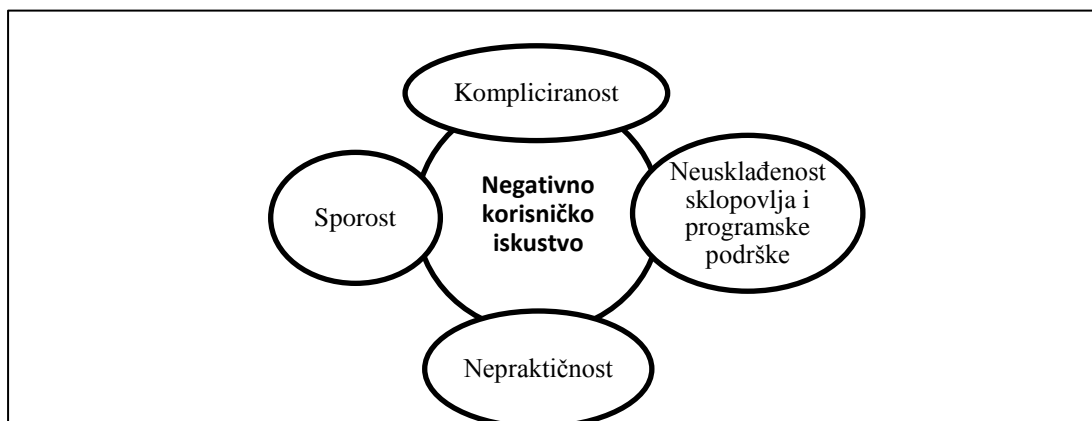 Kompliciranost
Negativno
korisničko
iskustvo
Sporost
Neusklađenost
sklopovlja i
programske
podrške
Nepraktičnost